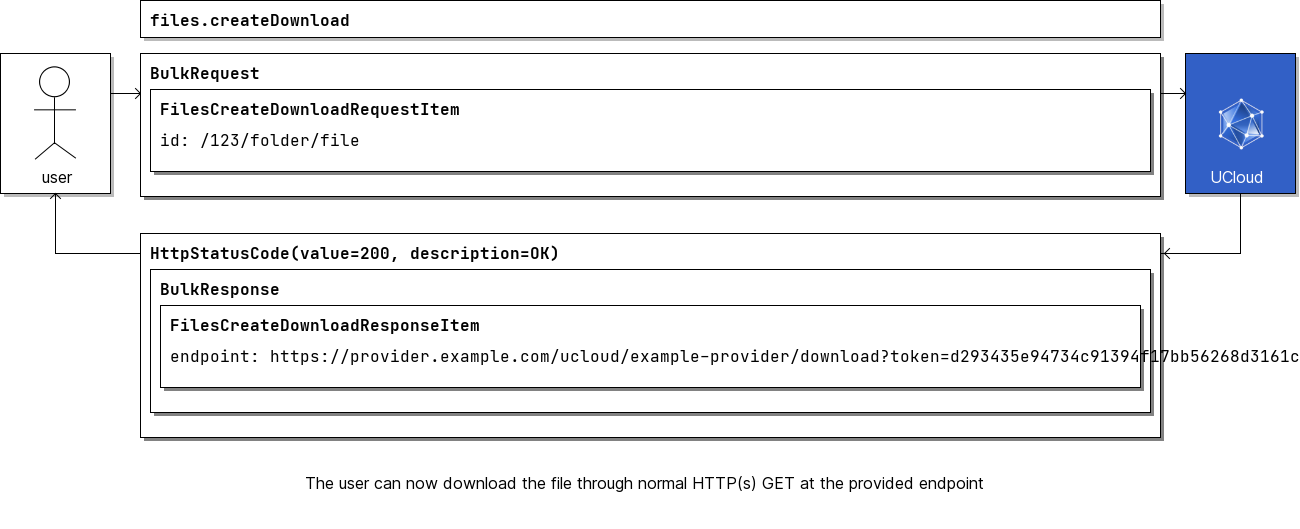 files.createDownload
BulkRequest
FilesCreateDownloadRequestItem
id: /123/folder/file
user
UCloud
HttpStatusCode(value=200, description=OK)
BulkResponse
FilesCreateDownloadResponseItem
endpoint: https://provider.example.com/ucloud/example-provider/download?token=d293435e94734c91394f17bb56268d3161c
The user can now download the file through normal HTTP(s) GET at the provided endpoint